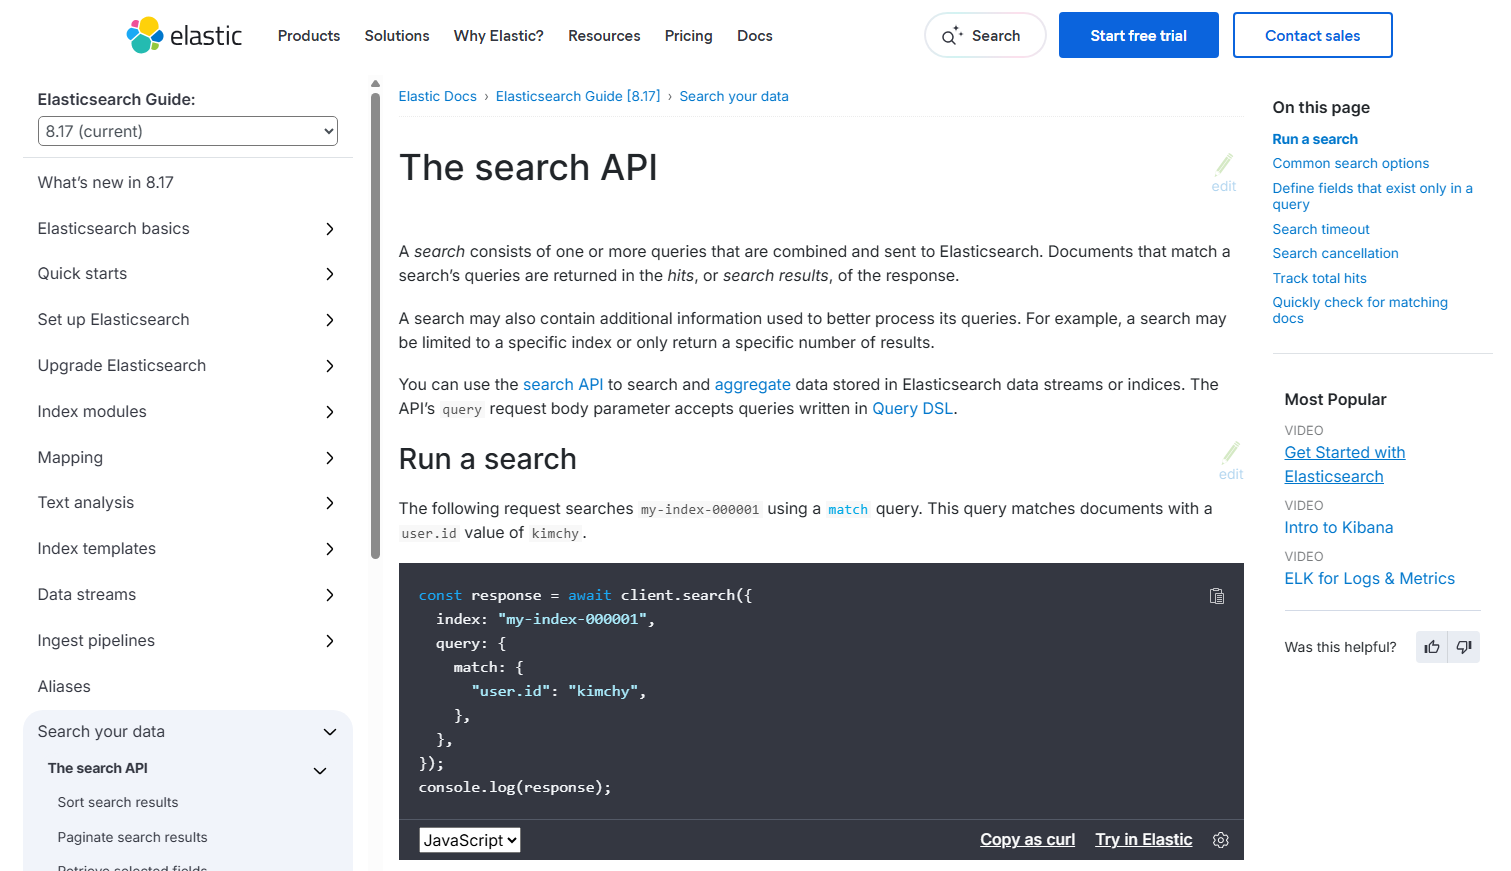 elastic
Products Solutions Why Elastic? Resources Pricing Docs
Search
Start free trial
Contact sales
Elasticsearch Guide:
8.17 (current)
What's new in 8.17
Elasticsearch basics
Quick starts
Set up Elasticsearch
Upgrade Elasticsearch
Index modules
Mapping
Text analysis
Index templates
Data streams
Ingest pipelines
Aliases
Search your data
The search API
Sort search results
Paginate search results
Retrieve selected fields
Elastic Docs › Elasticsearch Guide [8.17] › Search your data
The search API
edit
A search consists of one or more queries that are combined and sent to Elasticsearch. Documents that match a
search's queries are returned in the hits, or search results, of the response.
A search may also contain additional information used to better process its queries. For example, a search may
be limited to a specific index or only return a specific number of results.
You can use the search API to search and aggregate data stored in Elasticsearch data streams or indices. The
API's query request body parameter accepts queries written in Query DSL.
Run a search
edit
The following request searches my-index-000001 using a match query. This query matches documents with a
user.id value of kimchy.
const response = await client.search({
  index: "my-index-000001",
  query: {
    match: {
      "user.id": "kimchy",
    },
  },
});
console.log(response);
JavaScript
Copy as curl
Try in Elastic
On this page
Run a search
Common search options
Define fields that exist only in a
query
Search timeout
Search cancellation
Track total hits
Quickly check for matching
docs
Most Popular
VIDEO
Get Started with
Elasticsearch
VIDEO
Intro to Kibana
VIDEO
ELK for Logs & Metrics
Was this helpful?